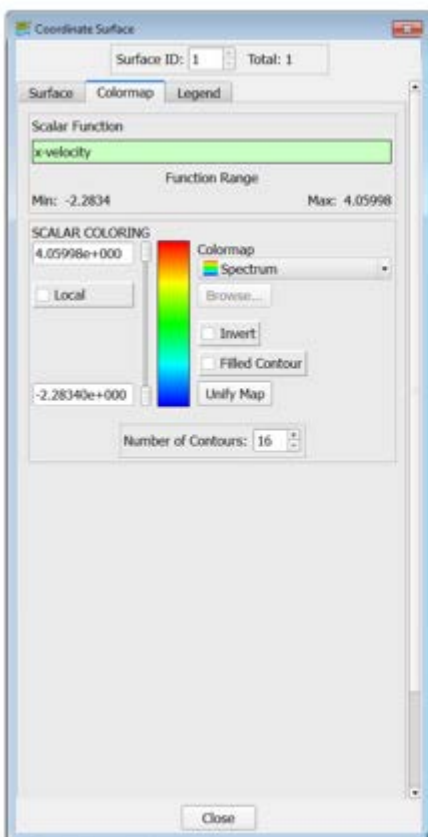 Coordinate Surface
Surface ID: 1 Total: 1
Surface Colormap Legend
Scalar Function
x-velocity
Function Range
Min: -2.2834 Max: 4.05998
SCALAR COLORING
4.05998e+000
Colormap
Spectrum
Local
Browse...
Invert
Filled Contour
-2.28340e+000
Unify Map
Number of Contours: 16
Close